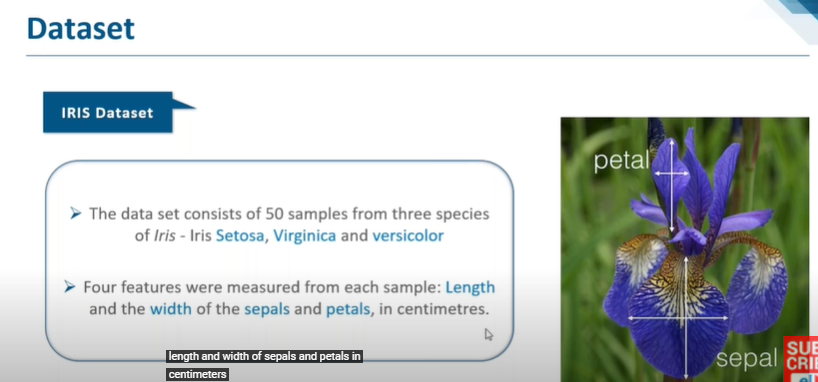 Dataset
IRIS Dataset
The data set consists of 50 samples from three species
of Iris - Iris Setosa, Virginica and versicolor
Four features were measured from each sample: Length
and the width of the sepals and petals, in centimetres.
petal
sepal
length and width of sepals and petals in
centimeters
SUB
CRI